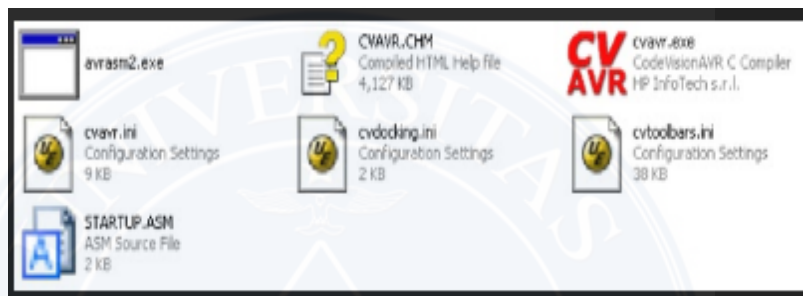 avrasm2.exe
CVAVR.CHM
Compiled HTML Help file
4,127 KB
CV
AVR
cvavr.exe
CodeVisionAVR C Compiler
HP InfoTech s.r.l.
cvavr.ini
Configuration Settings
9 KB
cvdocking.ini
Configuration Settings
2 KB
cvtoolbars.ini
Configuration Settings
38 KB
STARTUP.ASM
ASM Source File
2 KB
UNIVERSITAS